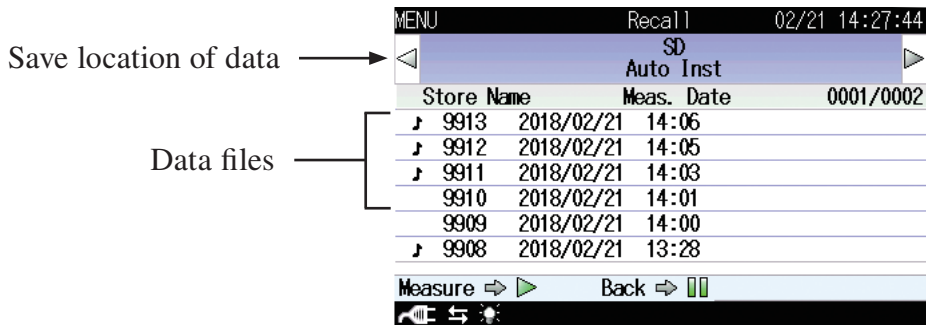 MENU Recall 02/21 14:27:44
Save location of data
SD
Auto Inst
Store Name Meas. Date 0001/0002
Data files
♪ 9913 2018/02/21 14:06
♪ 9912 2018/02/21 14:05
♪ 9911 2018/02/21 14:03
9910 2018/02/21 14:01
9909 2018/02/21 14:00
♪ 9908 2018/02/21 13:28
Measure ⇨ ▷ Back ⇨ ▯▯